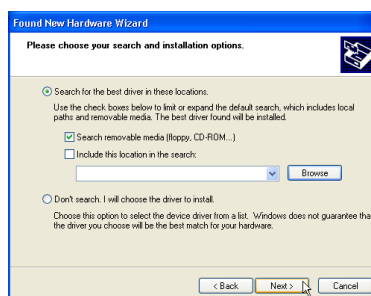 Found New Hardware Wizard
Please choose your search and installation options.
Search for the best driver in these locations.
Use the check boxes below to limit or expand the default search, which includes local
paths and removable media. The best driver found will be installed.
Search removable media (floppy, CD-ROM...)
Include this location in the search:
Browse
Don't search. I will choose the driver to install.
Choose this option to select the device driver from a list. Windows does not guarantee tha
the driver you choose will be the best match for your hardware.
< Back
Next >
Cancel